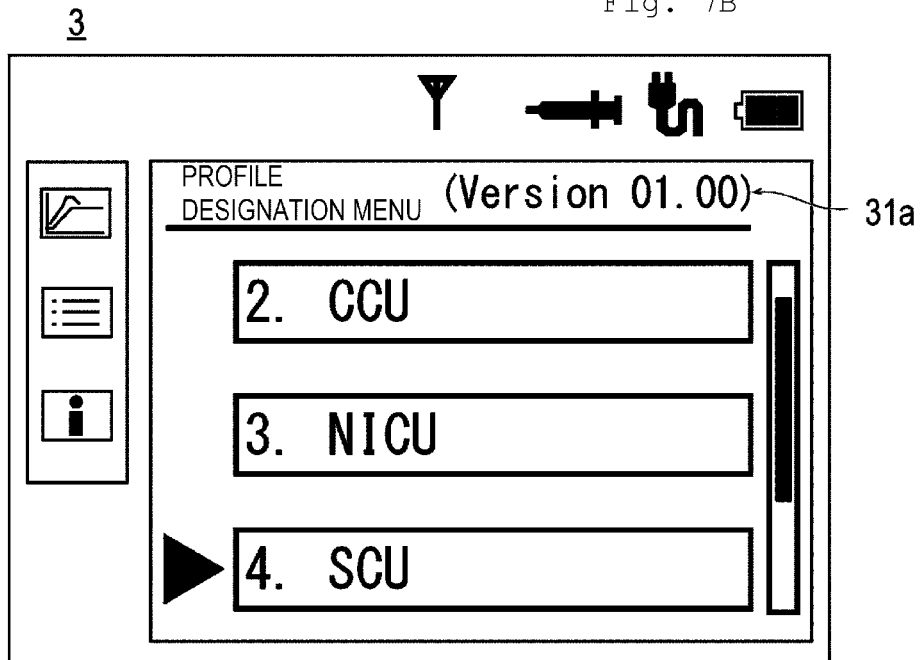 Fig. 7B
3
PROFILE
DESIGNATION MENU (Version 01.00)
31a
2. CCU
3. NICU
4. SCU